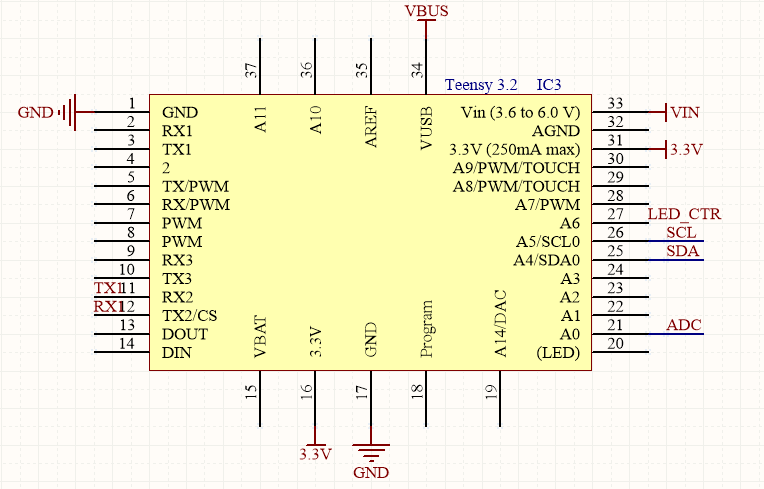 VBUS
37 36 35 34
Teensy 3.2 IC3
A11 A10 AREF VUSB
GND 1 GND Vin (3.6 to 6.0 V) 33 VIN
2 RX1 AGND 32
3 TX1 3.3V (250mA max) 31 3.3V
4 2 A9/PWM/TOUCH 30
5 TX/PWM A8/PWM/TOUCH 29
6 RX/PWM A7/PWM 28
7 PWM A6 27 LED_CTR
8 PWM A5/SCL0 26 SCL
9 RX3 A4/SDA0 25 SDA
10 TX3 A3 24
TX1 11 RX2 A2 23
RX1 12 TX2/CS A1 22
13 DOUT A0 21 ADC
14 DIN (LED) 20
VBAT 3.3V GND Program A14/DAC
15 16 17 18 19
3.3V
GND